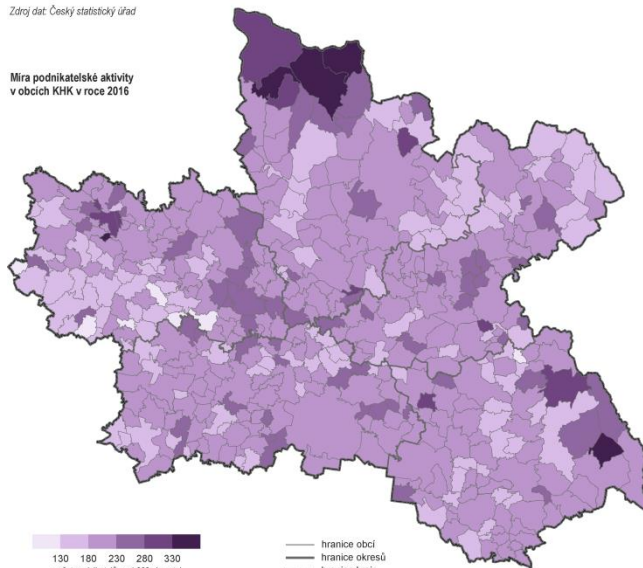 Zdroj dat: Český statistický úřad
Míra podnikatelské aktivity
v obcích KHK v roce 2016
130 180 230 280 330
hranice obcí
hranice okresů